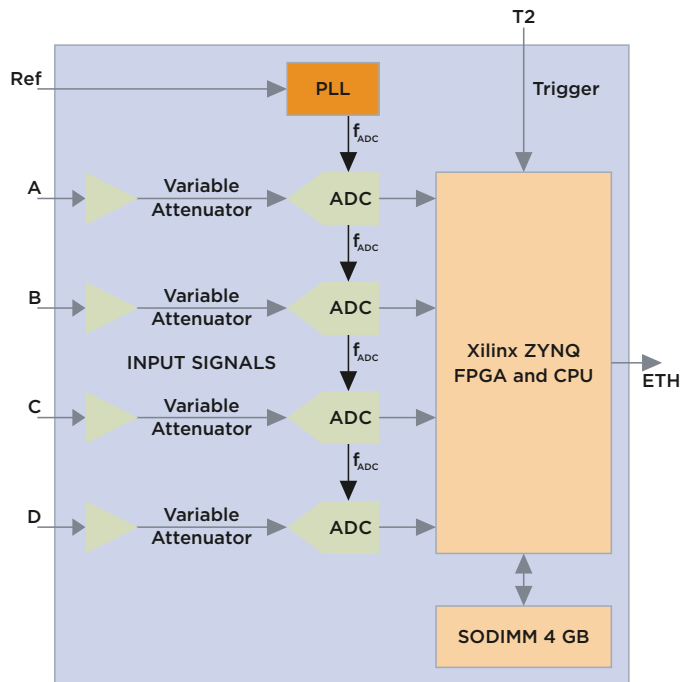 T2
Ref
PLL
Trigger
fADC
A
Variable
Attenuator
ADC
fADC
B
Variable
Attenuator
ADC
fADC
INPUT SIGNALS
Xilinx ZYNQ
FPGA and CPU
ETH
C
Variable
Attenuator
ADC
fADC
D
Variable
Attenuator
ADC
SODIMM 4 GB